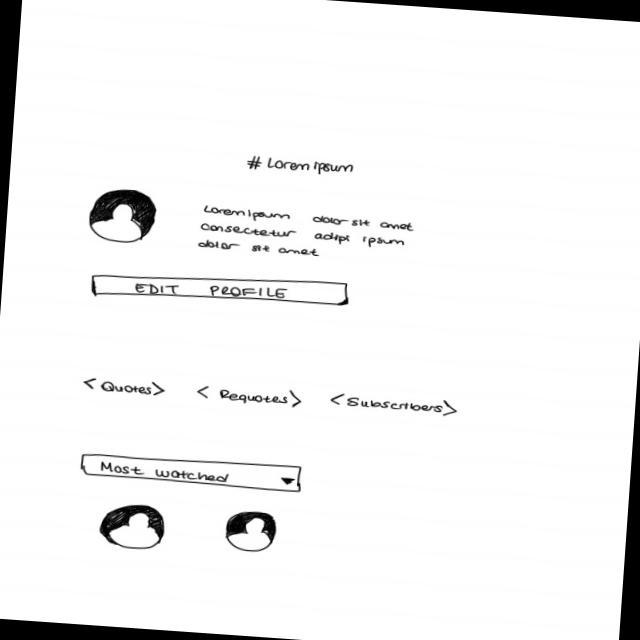 # Lorem ipsum
Lorem ipsum dolor sit amet
consectetur adipi ipsum
dolor sit amet
EDIT PROFILE
<Quotes> <Requotes> <Subscribers>
Most watched